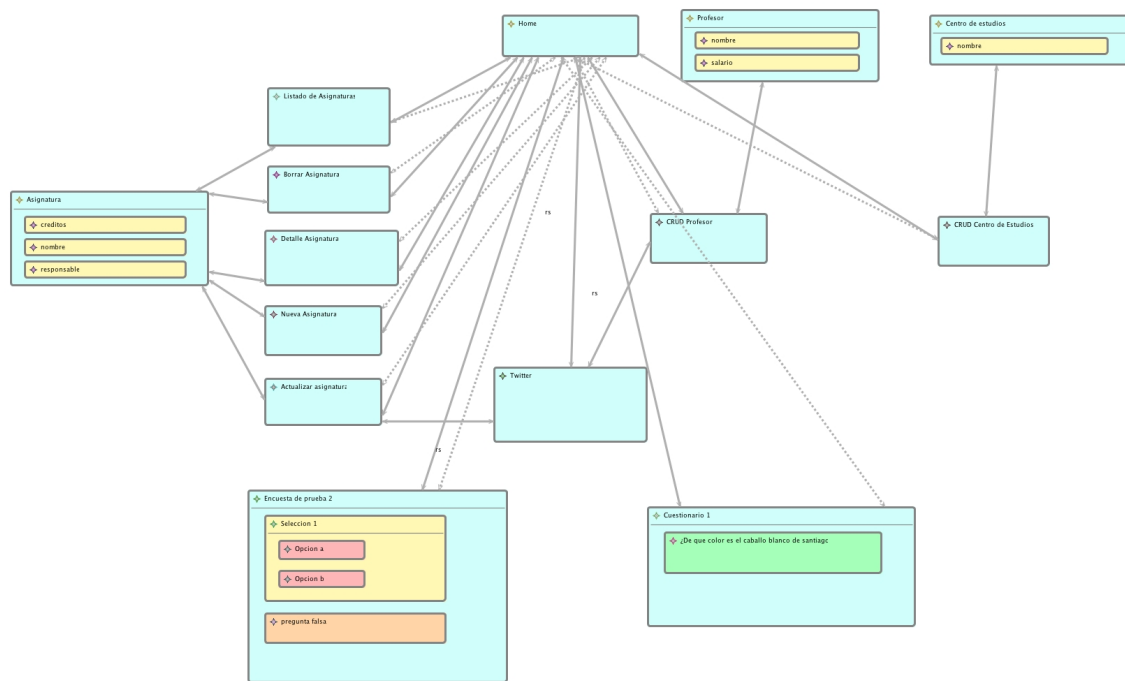 Home
Profesor
nombre
salario
Centro de estudios
nombre
Listado de Asignaturas
Borrar Asignatura
Asignatura
creditos
nombre
responsable
Detalle Asignatura
Nueva Asignatura
Actualizar asignatura
rs
CRUD Profesor
CRUD Centro de Estudios
rs
Twitter
rs
Encuesta de prueba 2
Seleccion 1
Opcion a
Opcion b
pregunta falsa
Cuestionario 1
¿De que color es el caballo blanco de santiago